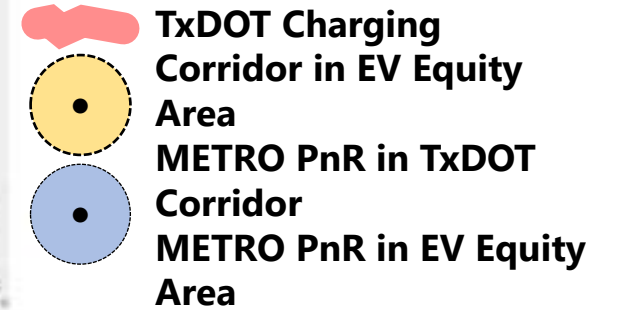 TxDOT Charging
Corridor in EV Equity
Area
METRO PnR in TxDOT
Corridor
METRO PnR in EV Equity
Area